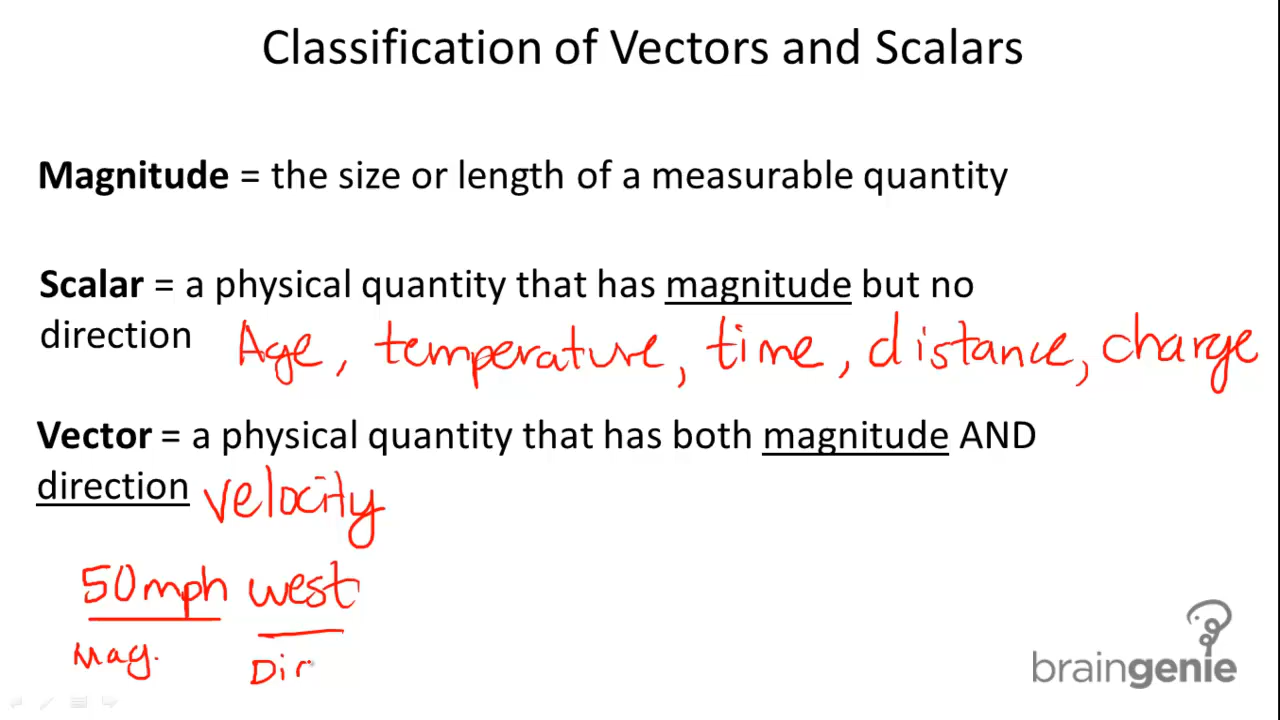 Classification of Vectors and Scalars
Magnitude = the size or length of a measurable quantity
Scalar = a physical quantity that has magnitude but no
direction Age, temperature, time, distance, charge
Vector = a physical quantity that has both magnitude AND
direction velocity
50mph west
Mag. Dir
braingenie